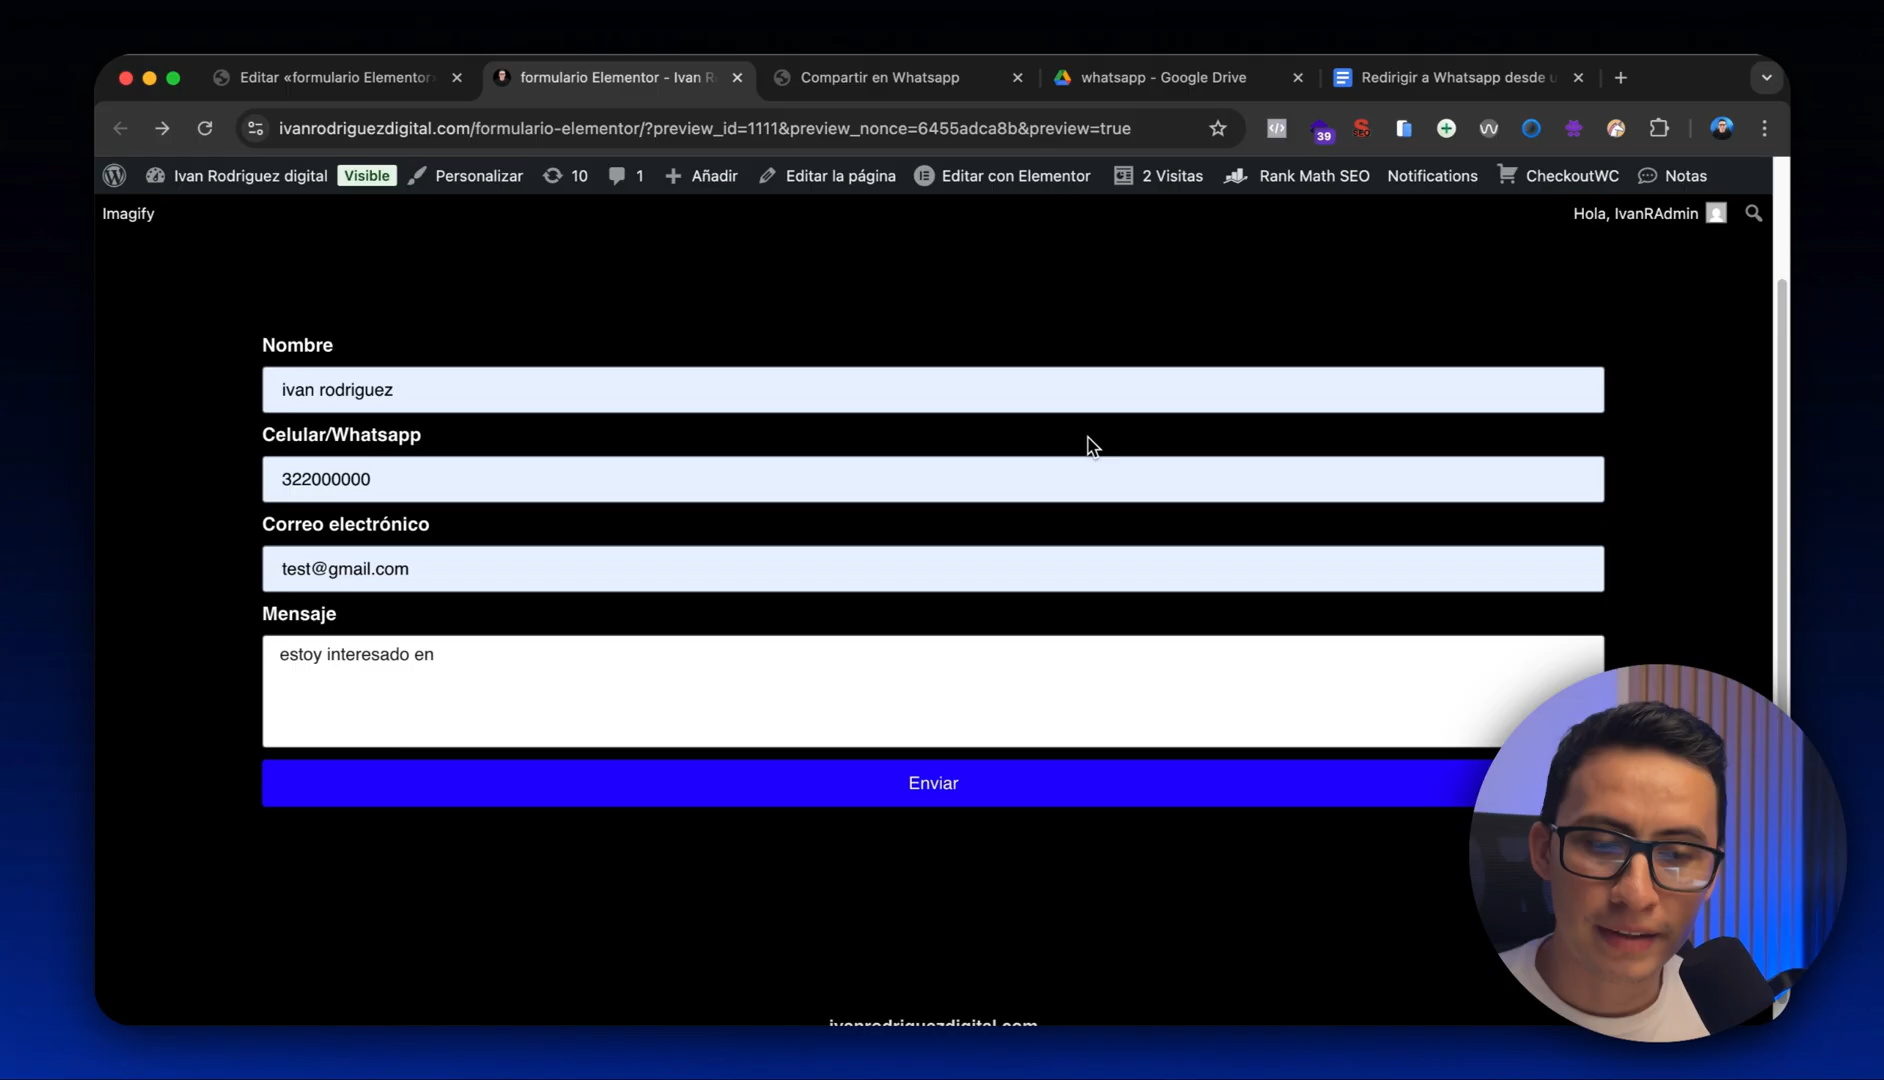 Editar «formulario Elementor»
formulario Elementor - Ivan R
Compartir en Whatsapp
whatsapp - Google Drive
Redirigir a Whatsapp desde u
ivanrodriguezdigital.com/formulario-elementor/?preview_id=1111&preview_nonce=6455adca8b&preview=true
SEO
39
Ivan Rodriguez digital Visible Personalizar 10 1 Añadir Editar la página Editar con Elementor 2 Visitas Rank Math SEO Notifications CheckoutWC Notas
Imagify
Hola, IvanRAdmin
Nombre
ivan rodriguez
Celular/Whatsapp
322000000
Correo electrónico
test@gmail.com
Mensaje
estoy interesado en
Enviar
ivanrodriguezdigital.com